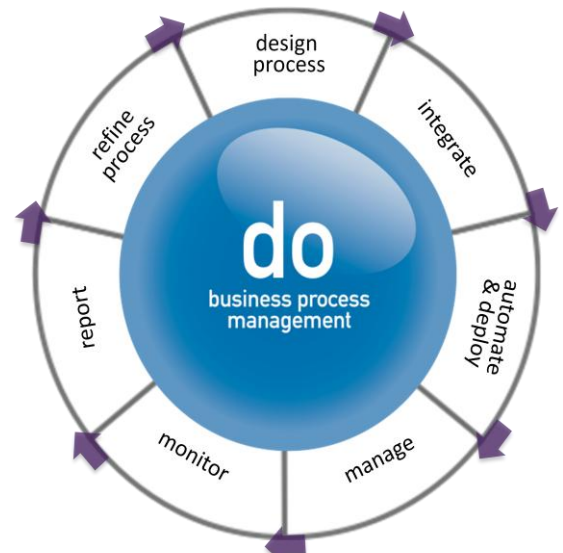 design
process
integrate
automate
& deploy
manage
monitor
report
refine
process
do
business process
management